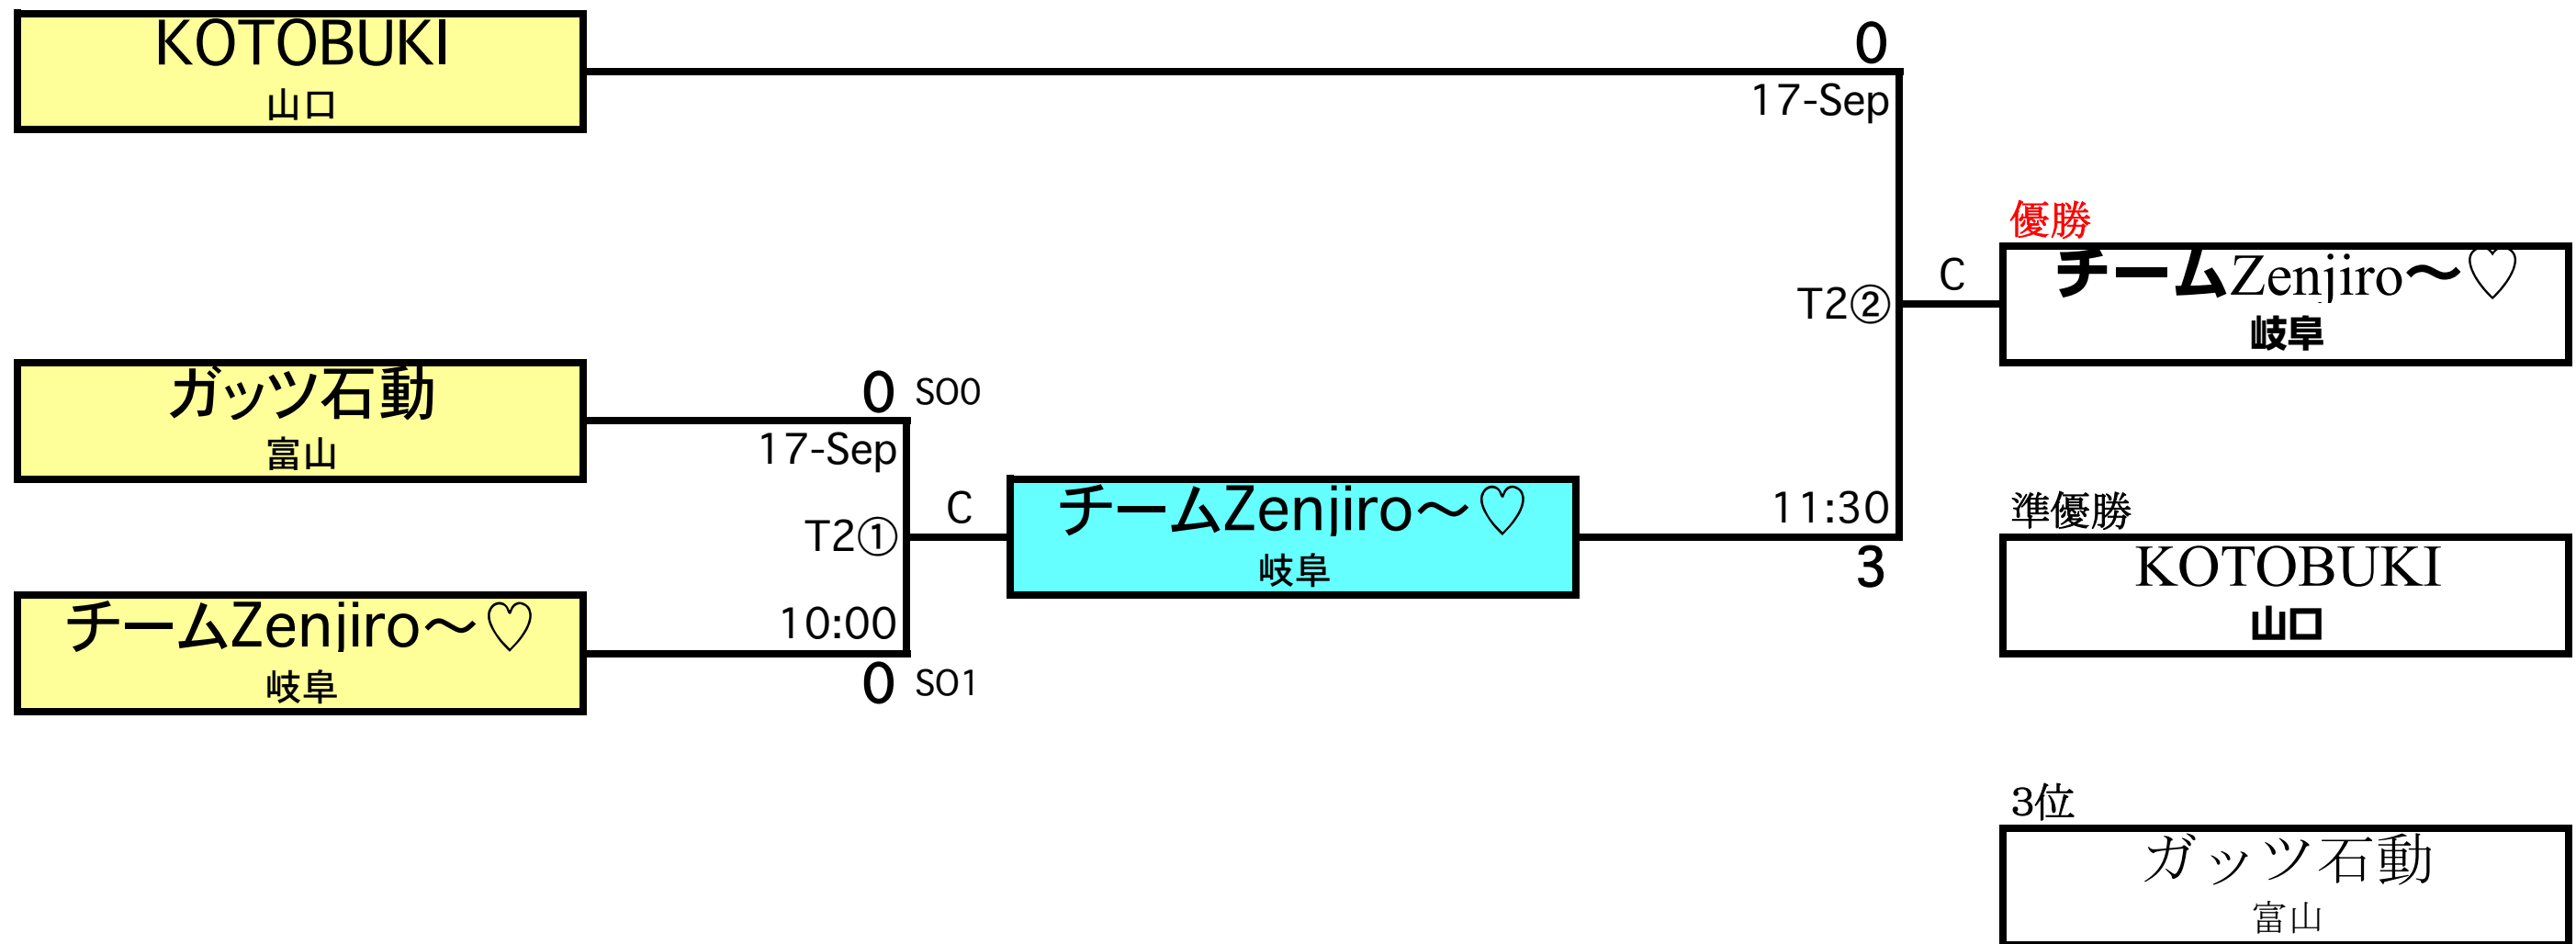 KOTOBUKI
山口
0
17-Sep
優勝
チームZenjiro～♡
岐阜
T2②
C
ガッツ石動
富山
0 SO0
17-Sep
T2①
C
チームZenjiro～♡
岐阜
11:30
3
準優勝
KOTOBUKI
山口
チームZenjiro～♡
岐阜
10:00
0 SO1
3位
ガッツ石動
富山